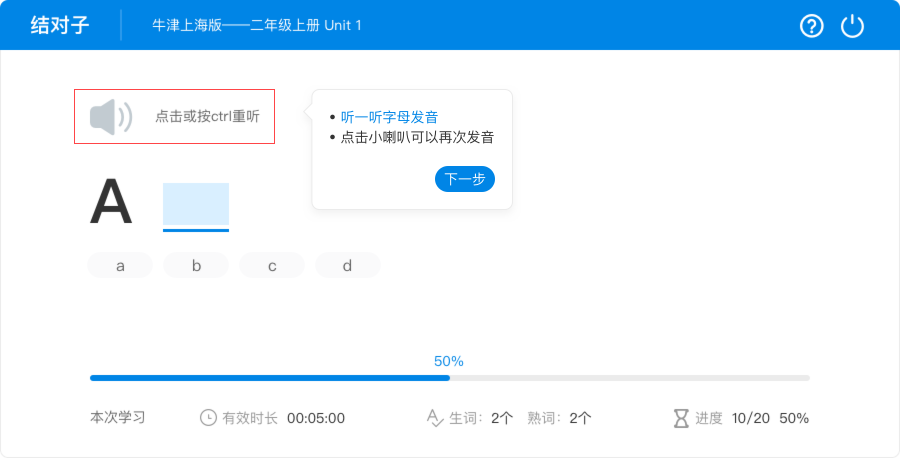 结对子 牛津上海版——二年级上册 Unit 1
点击或按ctrl重听
• 听一听字母发音
• 点击小喇叭可以再次发音
下一步
A
a b c d
50%
本次学习 有效时长 00:05:00 生词: 2个 熟词: 2个 进度 10/20 50%